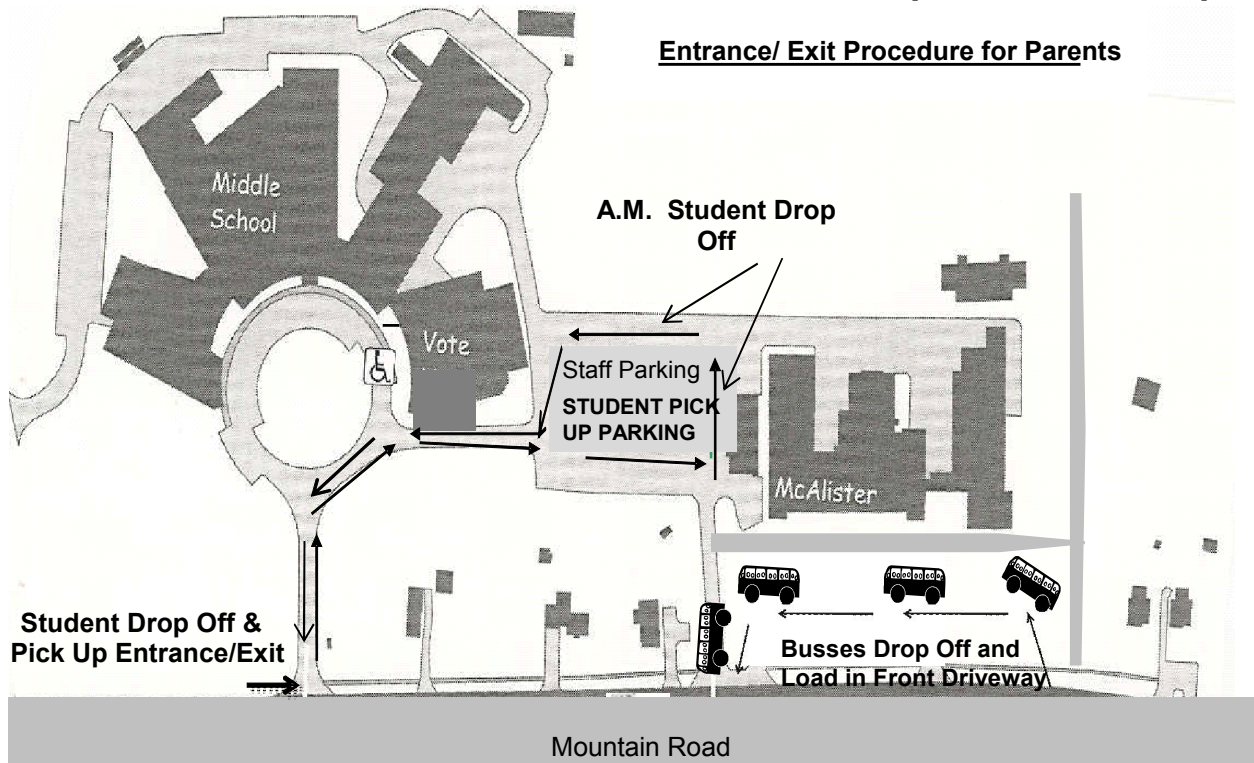 Entrance/ Exit Procedure for Parents
Middle
School
A.M. Student Drop
Off
Vote
Staff Parking
STUDENT PICK
UP PARKING
McAlister
Student Drop Off &
Pick Up Entrance/Exit
Busses Drop Off and
Load in Front Driveway
Mountain Road